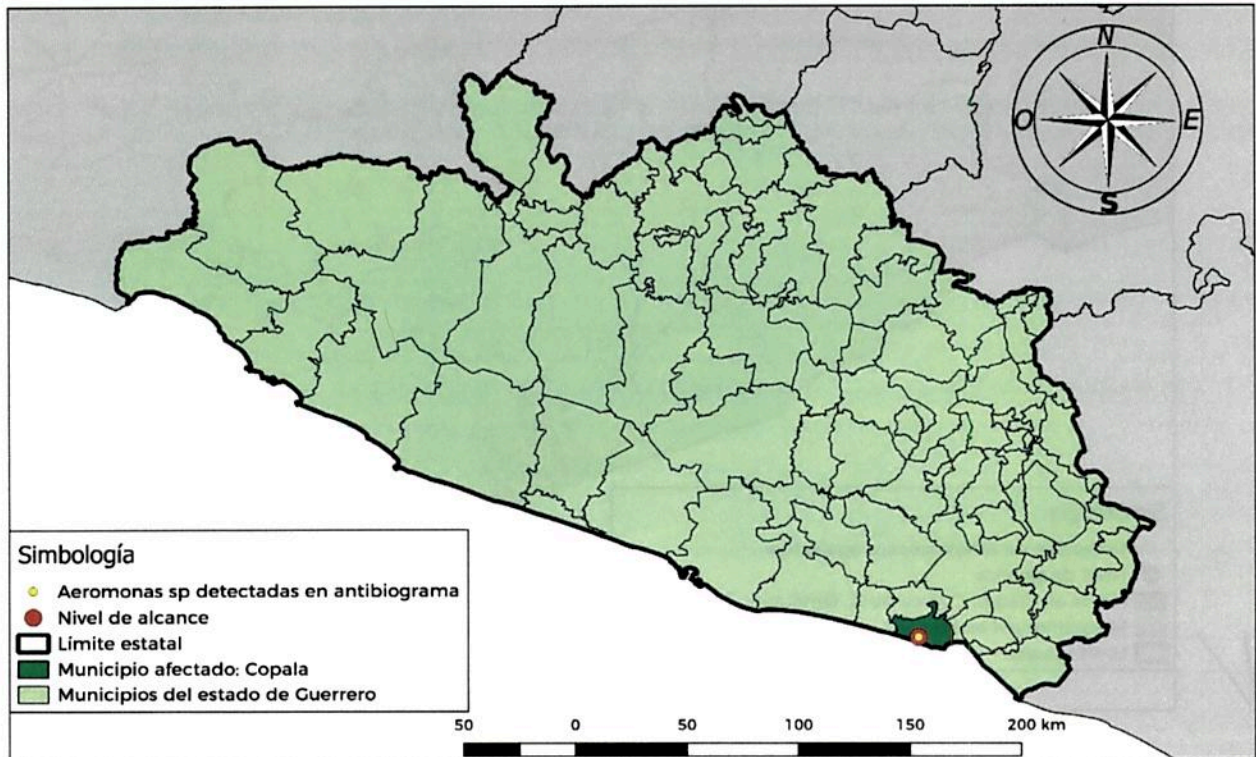 N
O
E
S
Simbología
Aeromonas sp detectadas en antibiograma
Nivel de alcance
Límite estatal
Municipio afectado: Copala
Municipios del estado de Guerrero
50 0 50 100 150 200 km